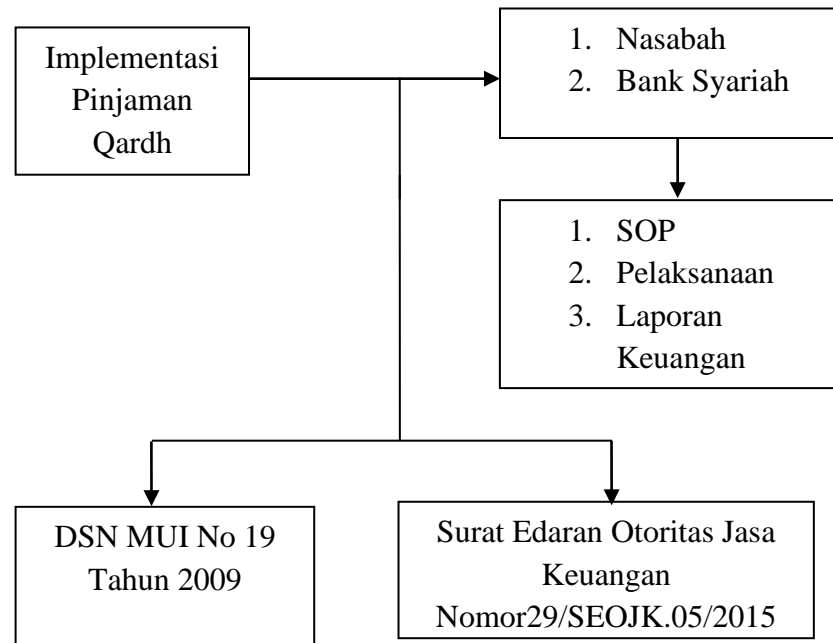 Implementasi
Pinjaman
Qardh
1. Nasabah
2. Bank Syariah
1. SOP
2. Pelaksanaan
3. Laporan
Keuangan
DSN MUI No 19
Tahun 2009
Surat Edaran Otoritas Jasa
Keuangan
Nomor29/SEOJK.05/2015